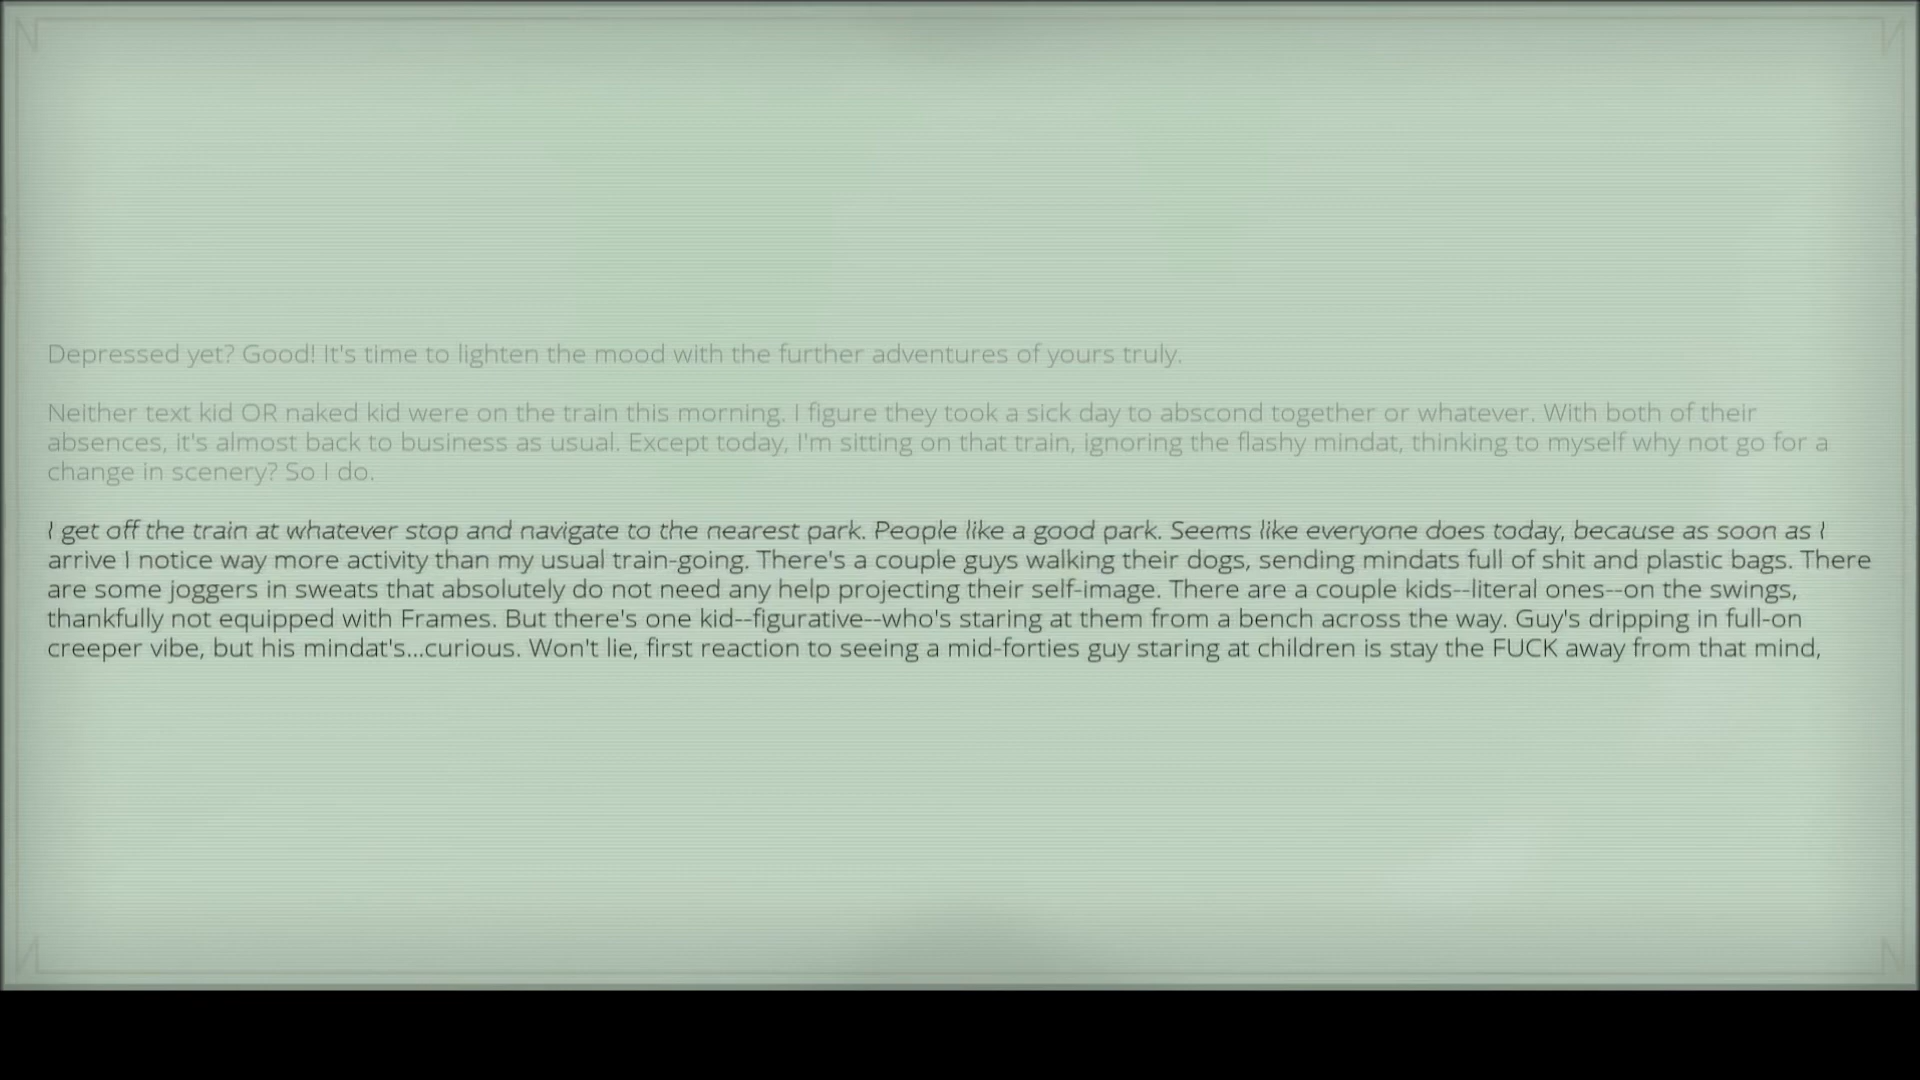 Depressed yet? Good! It's time to lighten the mood with the further adventures of yours truly.
Neither text kid OR naked kid were on the train this morning. I figure they took a sick day to abscond together or whatever. With both of their
absences, it's almost back to business as usual. Except today, I'm sitting on that train, ignoring the flashy mindat, thinking to myself why not go for a
change in scenery? So I do.
I get off the train at whatever stop and navigate to the nearest park. People like a good park. Seems like everyone does today, because as soon as I
arrive I notice way more activity than my usual train-going. There's a couple guys walking their dogs, sending mindats full of shit and plastic bags. There
are some joggers in sweats that absolutely do not need any help projecting their self-image. There are a couple kids--literal ones--on the swings,
thankfully not equipped with Frames. But there's one kid--figurative--who's staring at them from a bench across the way. Guy's dripping in full-on
creeper vibe, but his mindat's...curious. Won't lie, first reaction to seeing a mid-forties guy staring at children is stay the FUCK away from that mind,